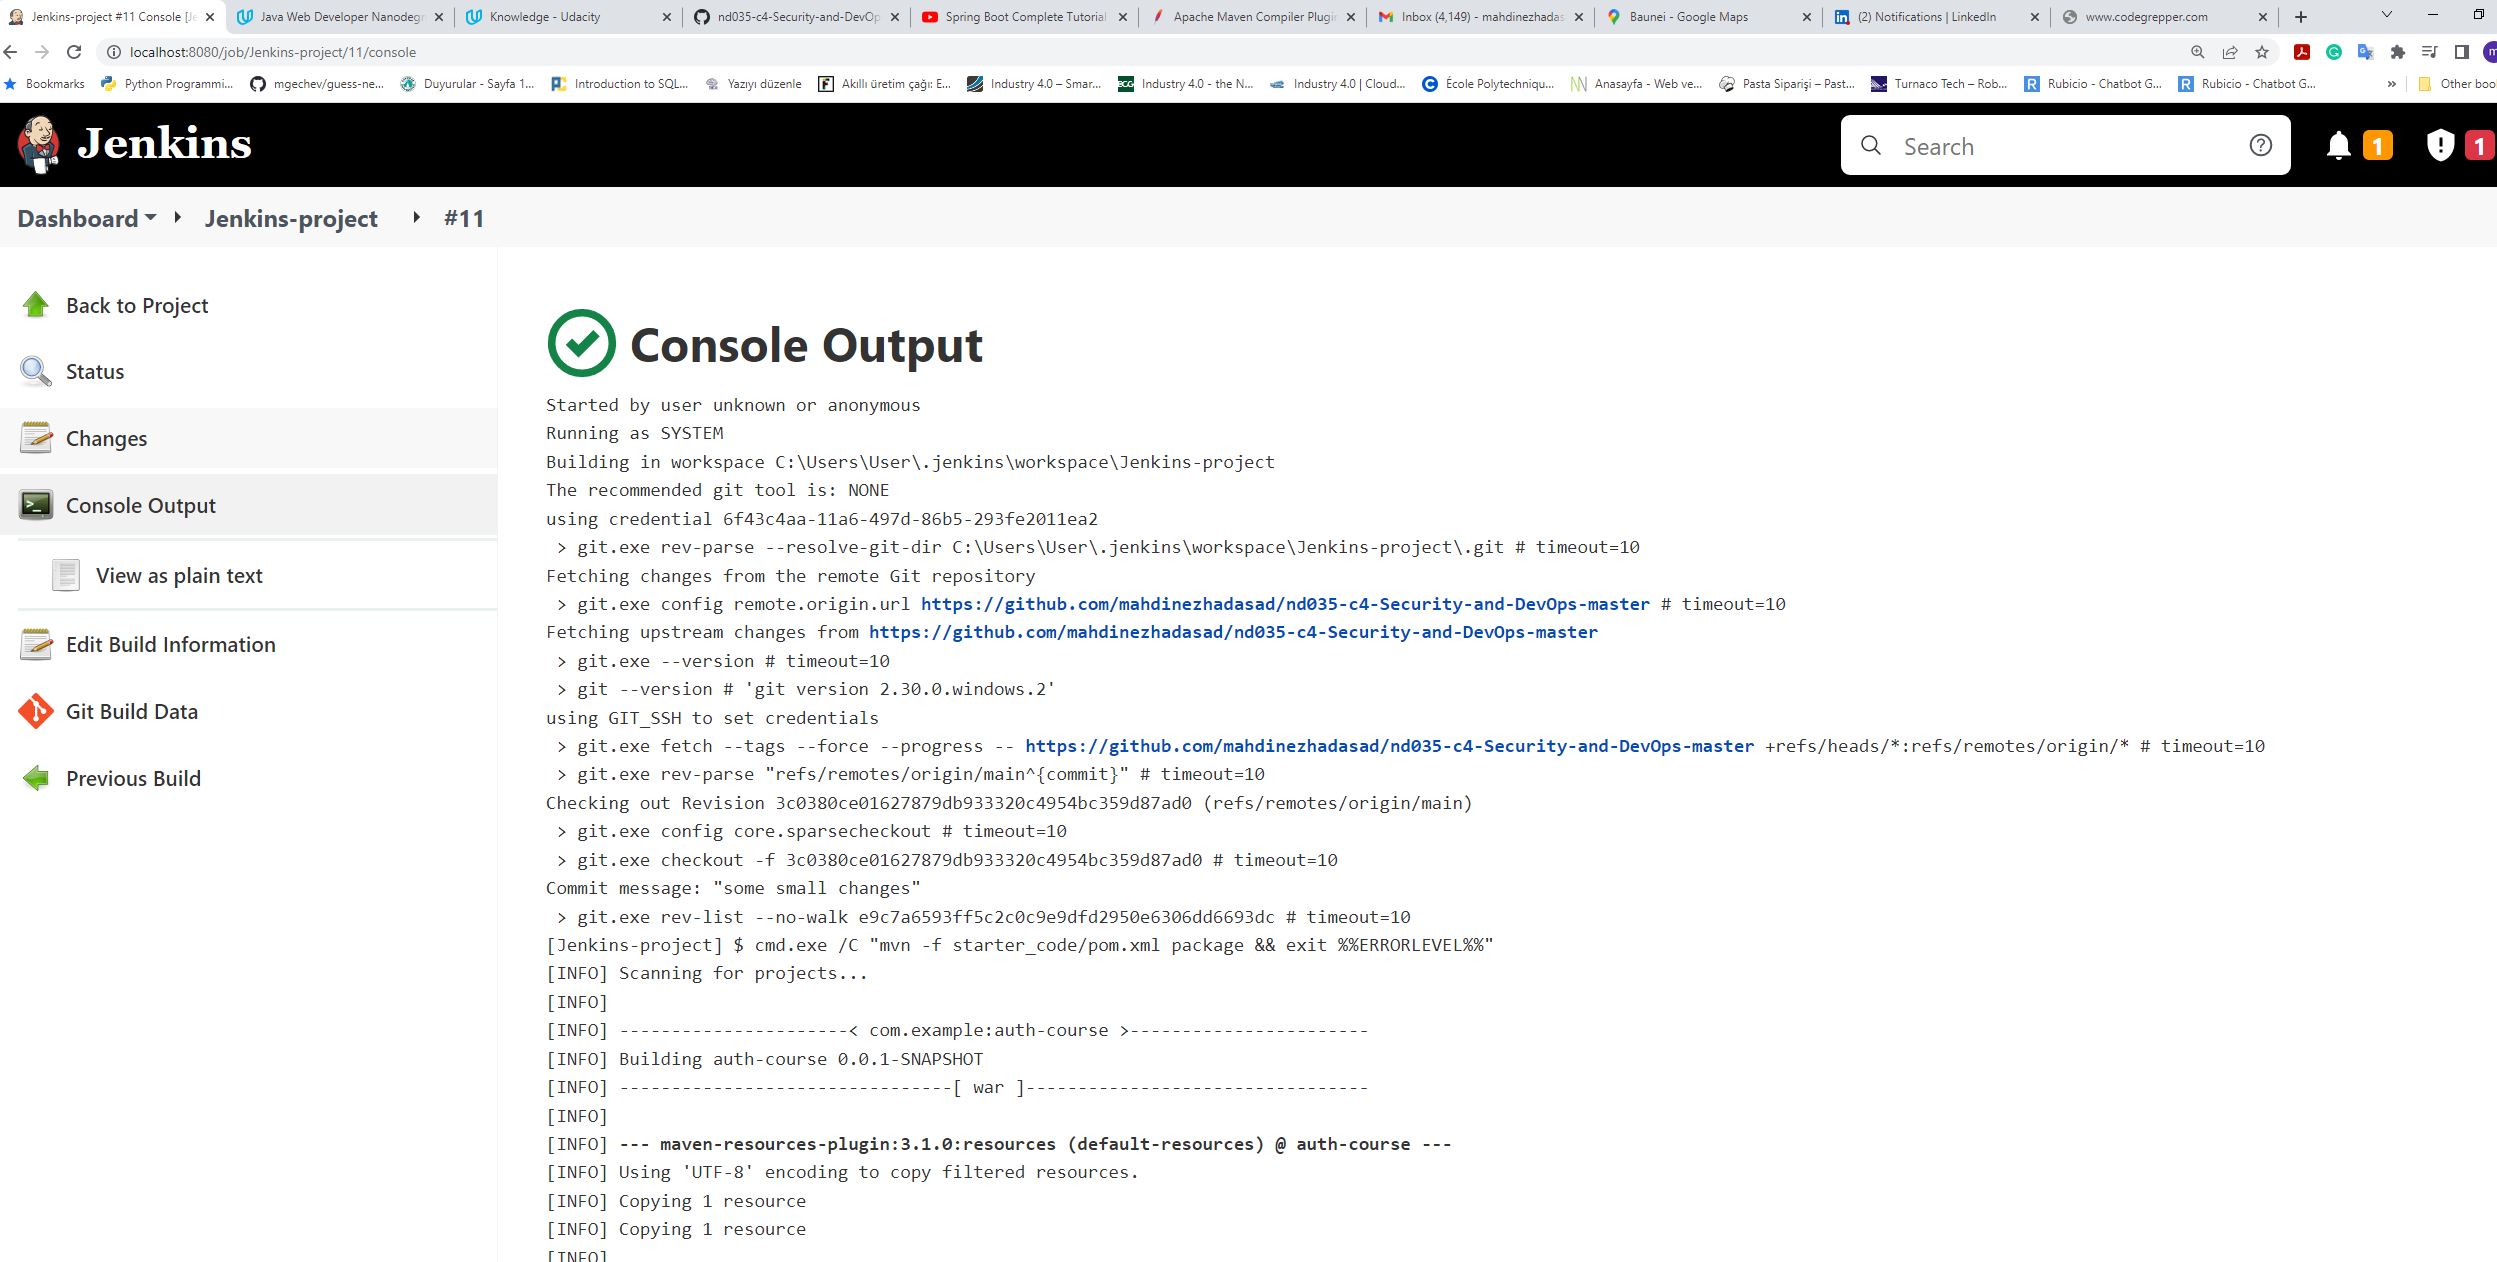 Jenkins-project #11 Console [Je
Java Web Developer Nanodegr
Knowledge - Udacity
nd035-c4-Security-and-DevOp
Spring Boot Complete Tutorial
Apache Maven Compiler Plugin
Inbox (4,149) - mahdinezhadas
Baunei - Google Maps
(2) Notifications | LinkedIn
www.codegrepper.com
localhost:8080/job/Jenkins-project/11/console
Bookmarks
Python Programmi...
mgechev/guess-ne...
Duyurular - Sayfa 1...
Introduction to SQL...
Yazıyı düzenle
Akıllı üretim çağı: E...
Industry 4.0 – Smar...
BCG
Industry 4.0 - the N...
Industry 4.0 | Cloud...
École Polytechniqu...
Anasayfa - Web ve...
Pasta Siparişi – Past...
Turnaco Tech – Rob...
Rubicio - Chatbot G...
Rubicio - Chatbot G...
»
Other boo
Jenkins
Search
1
1
Dashboard
Jenkins-project
#11
Back to Project
Status
Changes
Console Output
View as plain text
Edit Build Information
Git Build Data
Previous Build
Console Output
Started by user unknown or anonymous
Running as SYSTEM
Building in workspace C:\Users\User\.jenkins\workspace\Jenkins-project
The recommended git tool is: NONE
using credential 6f43c4aa-11a6-497d-86b5-293fe2011ea2
> git.exe rev-parse --resolve-git-dir C:\Users\User\.jenkins\workspace\Jenkins-project\.git # timeout=10
Fetching changes from the remote Git repository
> git.exe config remote.origin.url https://github.com/mahdinezhadasad/nd035-c4-Security-and-DevOps-master # timeout=10
Fetching upstream changes from https://github.com/mahdinezhadasad/nd035-c4-Security-and-DevOps-master
> git.exe --version # timeout=10
> git --version # 'git version 2.30.0.windows.2'
using GIT_SSH to set credentials
> git.exe fetch --tags --force --progress -- https://github.com/mahdinezhadasad/nd035-c4-Security-and-DevOps-master +refs/heads/*:refs/remotes/origin/* # timeout=10
> git.exe rev-parse "refs/remotes/origin/main^{commit}" # timeout=10
Checking out Revision 3c0380ce01627879db933320c4954bc359d87ad0 (refs/remotes/origin/main)
> git.exe config core.sparsecheckout # timeout=10
> git.exe checkout -f 3c0380ce01627879db933320c4954bc359d87ad0 # timeout=10
Commit message: "some small changes"
> git.exe rev-list --no-walk e9c7a6593ff5c2c0c9e9dfd2950e6306dd6693dc # timeout=10
[Jenkins-project] $ cmd.exe /C "mvn -f starter_code/pom.xml package && exit %%ERRORLEVEL%%"
[INFO] Scanning for projects...
[INFO]
[INFO] ----------------------< com.example:auth-course >-----------------------
[INFO] Building auth-course 0.0.1-SNAPSHOT
[INFO] --------------------------------[ war ]---------------------------------
[INFO]
[INFO] --- maven-resources-plugin:3.1.0:resources (default-resources) @ auth-course ---
[INFO] Using 'UTF-8' encoding to copy filtered resources.
[INFO] Copying 1 resource
[INFO] Copying 1 resource
[INFO]